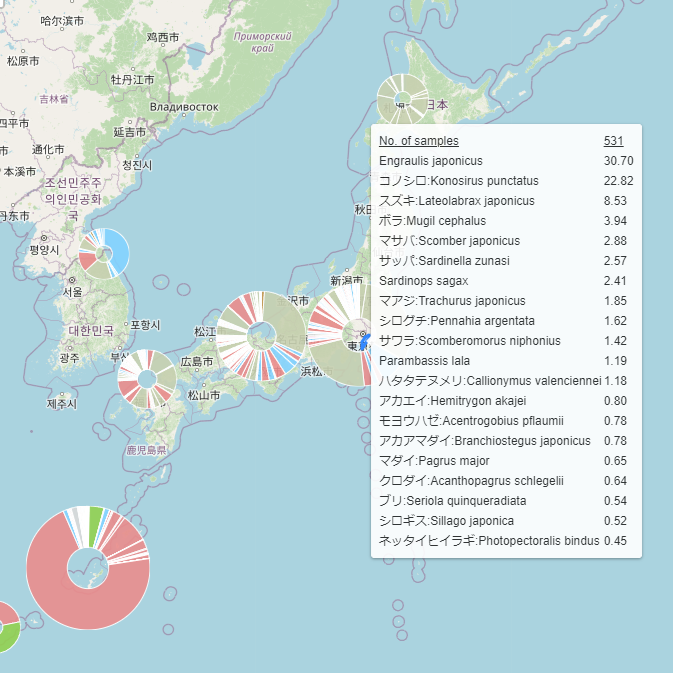 哈尔滨市
鸡西市
松原市
Приморский
край
牡丹江市
吉林省
Владивосток
四平市
延吉市
通化市
청진시
本溪市
조선민주주
의인민공화
국
丹东市
평양시
서울
대한민국
포항시
광주
부산
제주시
日本
新潟市
松江
広島市
松山市
浜松
鹿児島県
No. of samples 531
Engraulis japonicus 30.70
コノシロ:Konosirus punctatus 22.82
スズキ:Lateolabrax japonicus 8.53
ボラ:Mugil cephalus 3.94
マサバ:Scomber japonicus 2.88
サッパ:Sardinella zunasi 2.57
Sardinops sagax 2.41
マアジ:Trachurus japonicus 1.85
シログチ:Pennahia argentata 1.62
サワラ:Scomberomorus niphonius 1.42
Parambassis lala 1.19
ハタタテヌメリ:Callionymus valenciennei 1.18
アカエイ:Hemitrygon akajei 0.80
モヨウハゼ:Acentrogobius pflaumii 0.78
アカアマダイ:Branchiostegus japonicus 0.78
マダイ:Pagrus major 0.65
クロダイ:Acanthopagrus schlegelii 0.64
ブリ:Seriola quinqueradiata 0.54
シロギス:Sillago japonica 0.52
ネッタイヒイラギ:Photopectoralis bindus 0.45